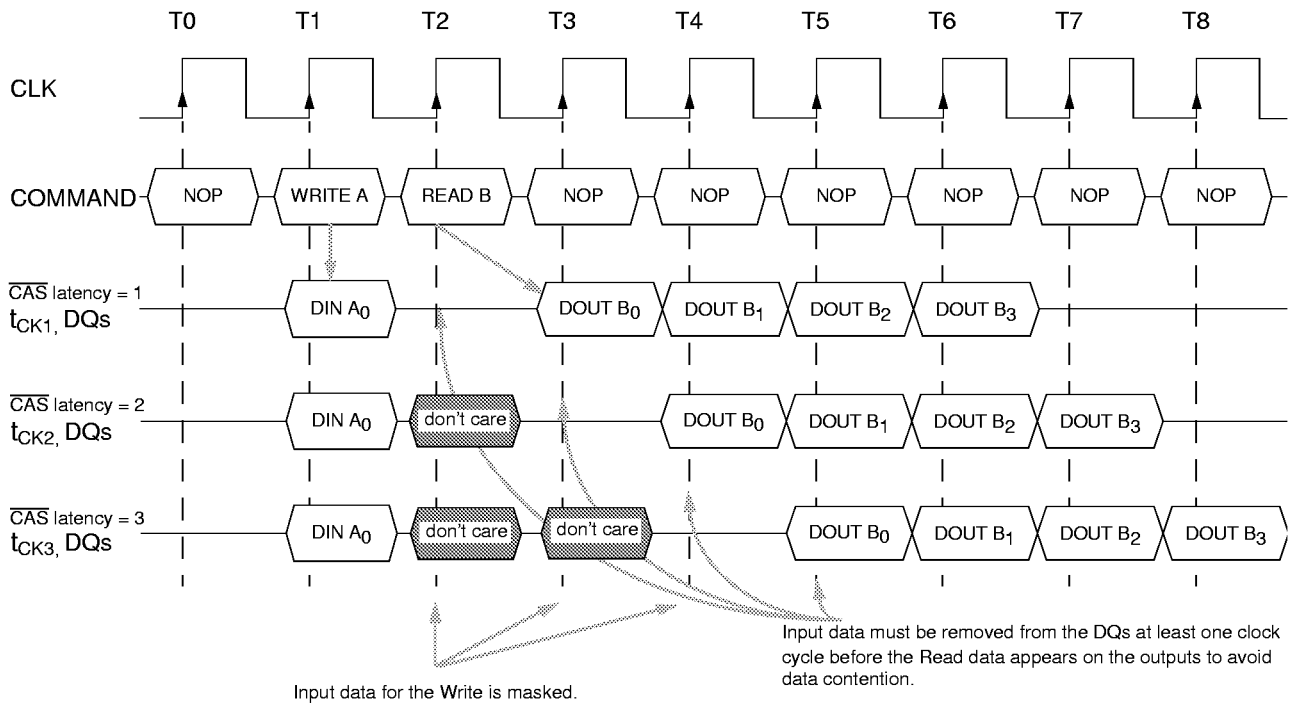 T0 T1 T2 T3 T4 T5 T6 T7 T8
CLK
COMMAND NOP WRITE A READ B NOP NOP NOP NOP NOP NOP
CAS latency = 1
tCK1, DQs DIN A0 DOUT B0 DOUT B1 DOUT B2 DOUT B3
CAS latency = 2
tCK2, DQs DIN A0 don't care DOUT B0 DOUT B1 DOUT B2 DOUT B3
CAS latency = 3
tCK3, DQs DIN A0 don't care don't care DOUT B0 DOUT B1 DOUT B2 DOUT B3
Input data must be removed from the DQs at least one clock
cycle before the Read data appears on the outputs to avoid
data contention.
Input data for the Write is masked.